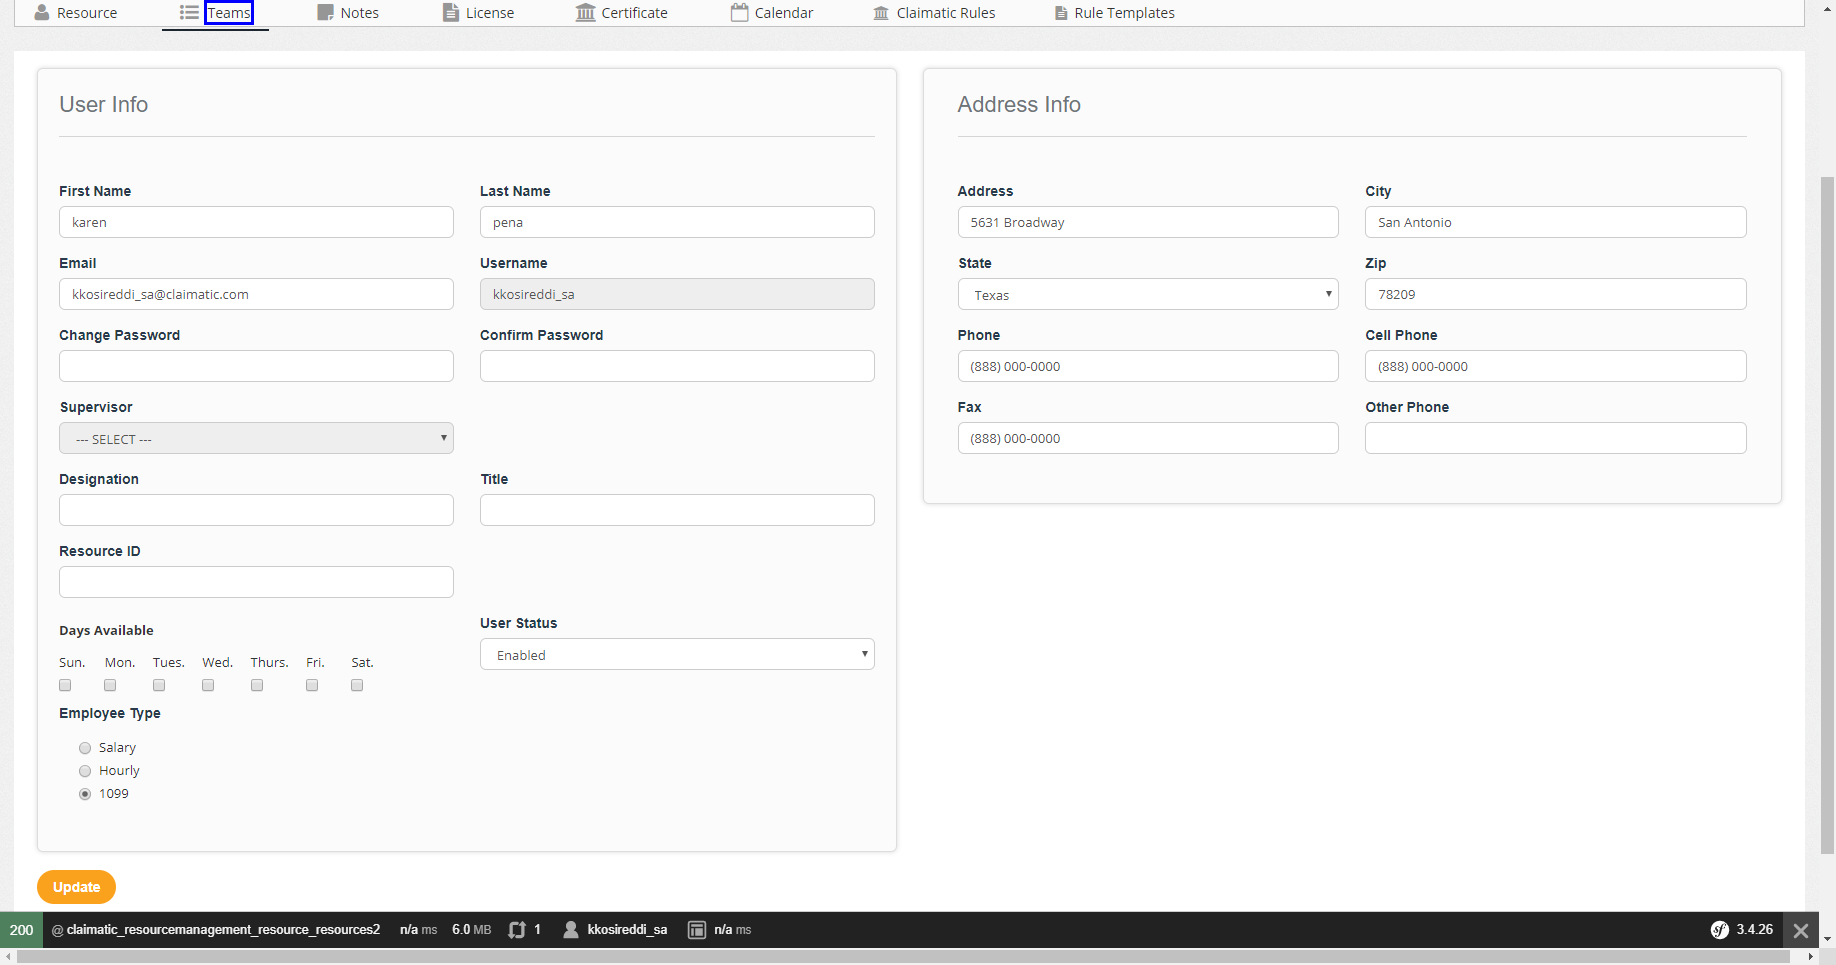 Resource Teams Notes License Certificate Calendar Claimatic Rules Rule Templates
User Info
First Name Last Name
karen pena
Email Username
kkosireddi_sa@claimatic.com kkosireddi_sa
Change Password Confirm Password
Supervisor
--- SELECT ---
Designation Title
Resource ID
Days Available User Status
Enabled
Sun. Mon. Tues. Wed. Thurs. Fri. Sat.
Employee Type
Salary
Hourly
1099
Address Info
Address City
5631 Broadway San Antonio
State Zip
Texas 78209
Phone Cell Phone
(888) 000-0000 (888) 000-0000
Fax Other Phone
(888) 000-0000
Update
200 @ claimatic_resourcemanagement_resource_resources2 n/a ms 6.0 MB 1 kkosireddi_sa n/a ms sf 3.4.26